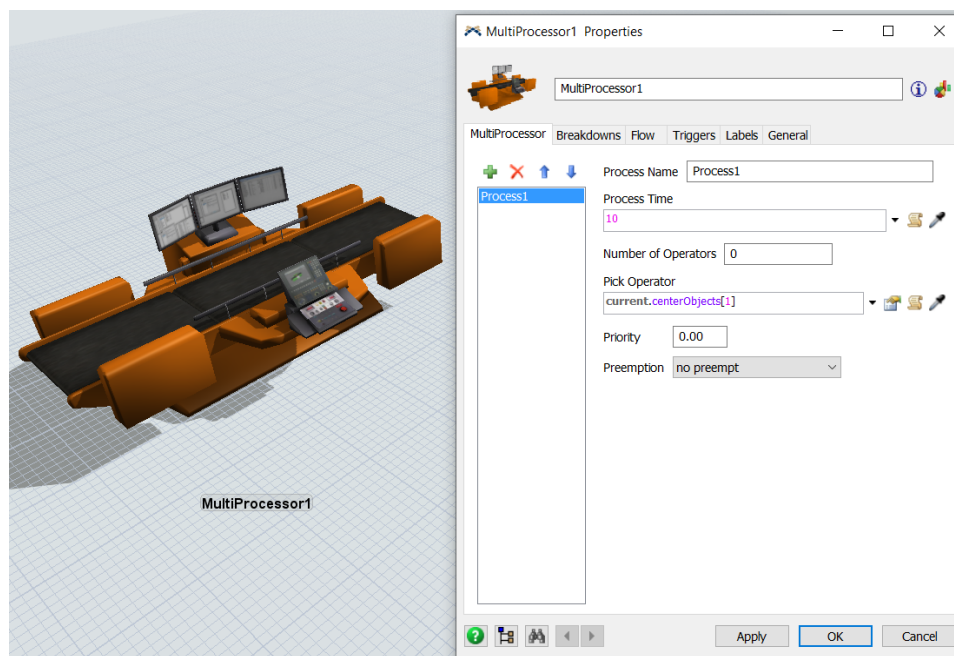 MultiProcessor1 Properties
MultiProcessor1
MultiProcessor Breakdowns Flow Triggers Labels General
Process1
Process Name Process1
Process Time
10
Number of Operators 0
Pick Operator
current.centerObjects[1]
Priority 0.00
Preemption no preempt
MultiProcessor1
Apply OK Cancel